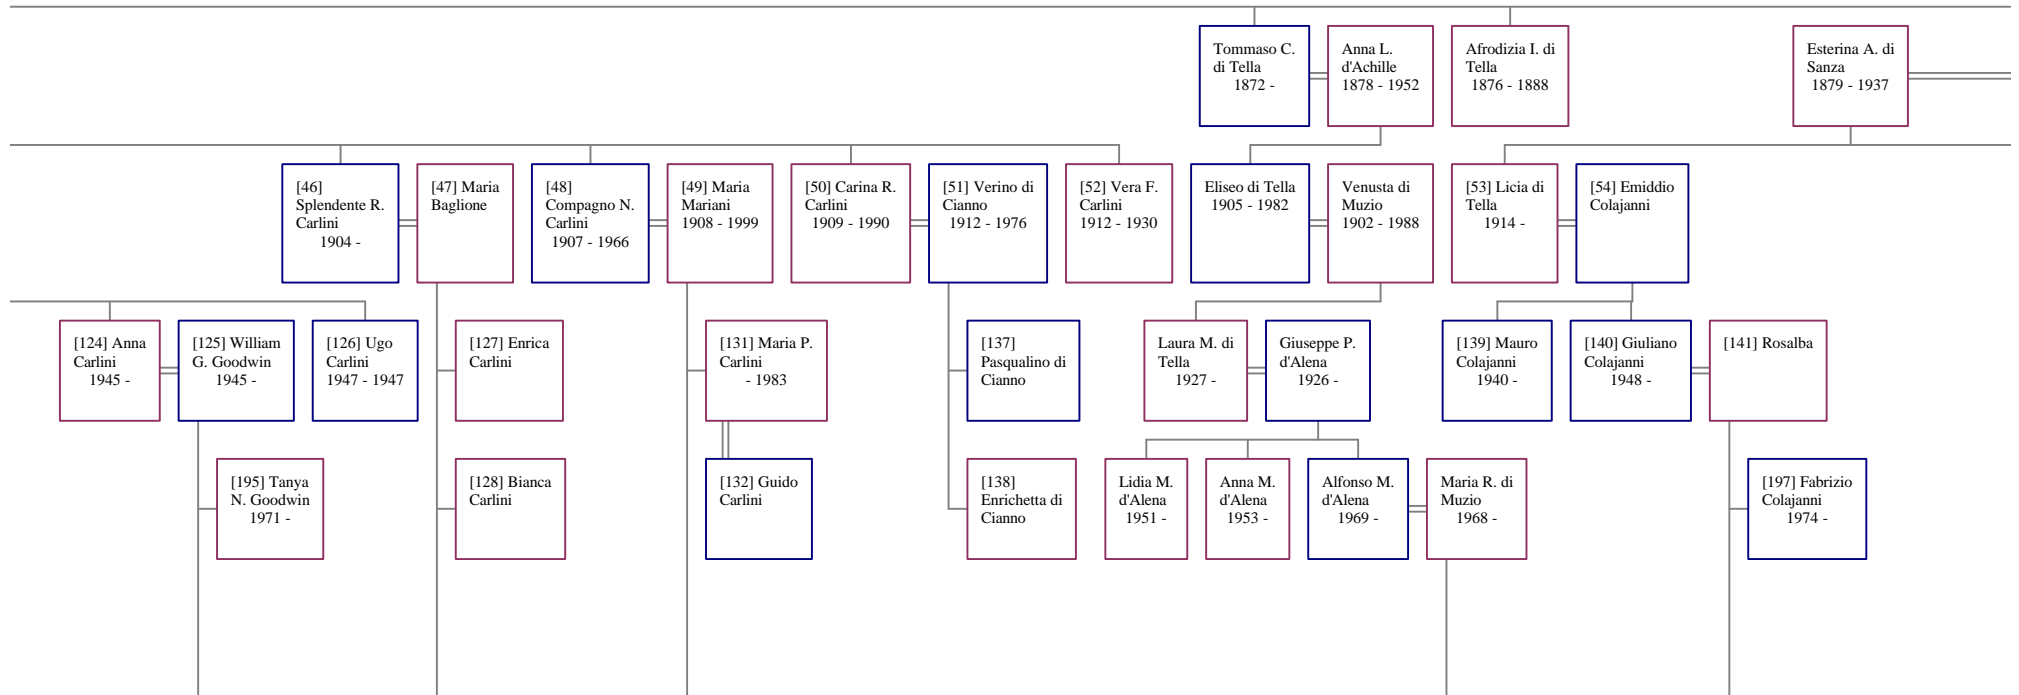 Tommaso C.
di Tella
1872 -
Anna L.
d'Achille
1878 - 1952
Afrodizia I. di
Tella
1876 - 1888
Esterina A. di
Sanza
1879 - 1937
[46]
Splendente R.
Carlini
1904 -
[47] Maria
Baglione
[48]
Compagno N.
Carlini
1907 - 1966
[49] Maria
Mariani
1908 - 1999
[50] Carina R.
Carlini
1909 - 1990
[51] Verino di
Cianno
1912 - 1976
[52] Vera F.
Carlini
1912 - 1930
Eliseo di Tella
1905 - 1982
Venusta di
Muzio
1902 - 1988
[53] Licia di
Tella
1914 -
[54] Emiddio
Colajanni
[124] Anna
Carlini
1945 -
[125] William
G. Goodwin
1945 -
[126] Ugo
Carlini
1947 - 1947
[127] Enrica
Carlini
[131] Maria P.
Carlini
- 1983
[137]
Pasqualino di
Cianno
Laura M. di
Tella
1927 -
Giuseppe P.
d'Alena
1926 -
[139] Mauro
Colajanni
1940 -
[140] Giuliano
Colajanni
1948 -
[141] Rosalba
[195] Tanya
N. Goodwin
1971 -
[128] Bianca
Carlini
[132] Guido
Carlini
[138]
Enrichetta di
Cianno
Lidia M.
d'Alena
1951 -
Anna M.
d'Alena
1953 -
Alfonso M.
d'Alena
1969 -
Maria R. di
Muzio
1968 -
[197] Fabrizio
Colajanni
1974 -